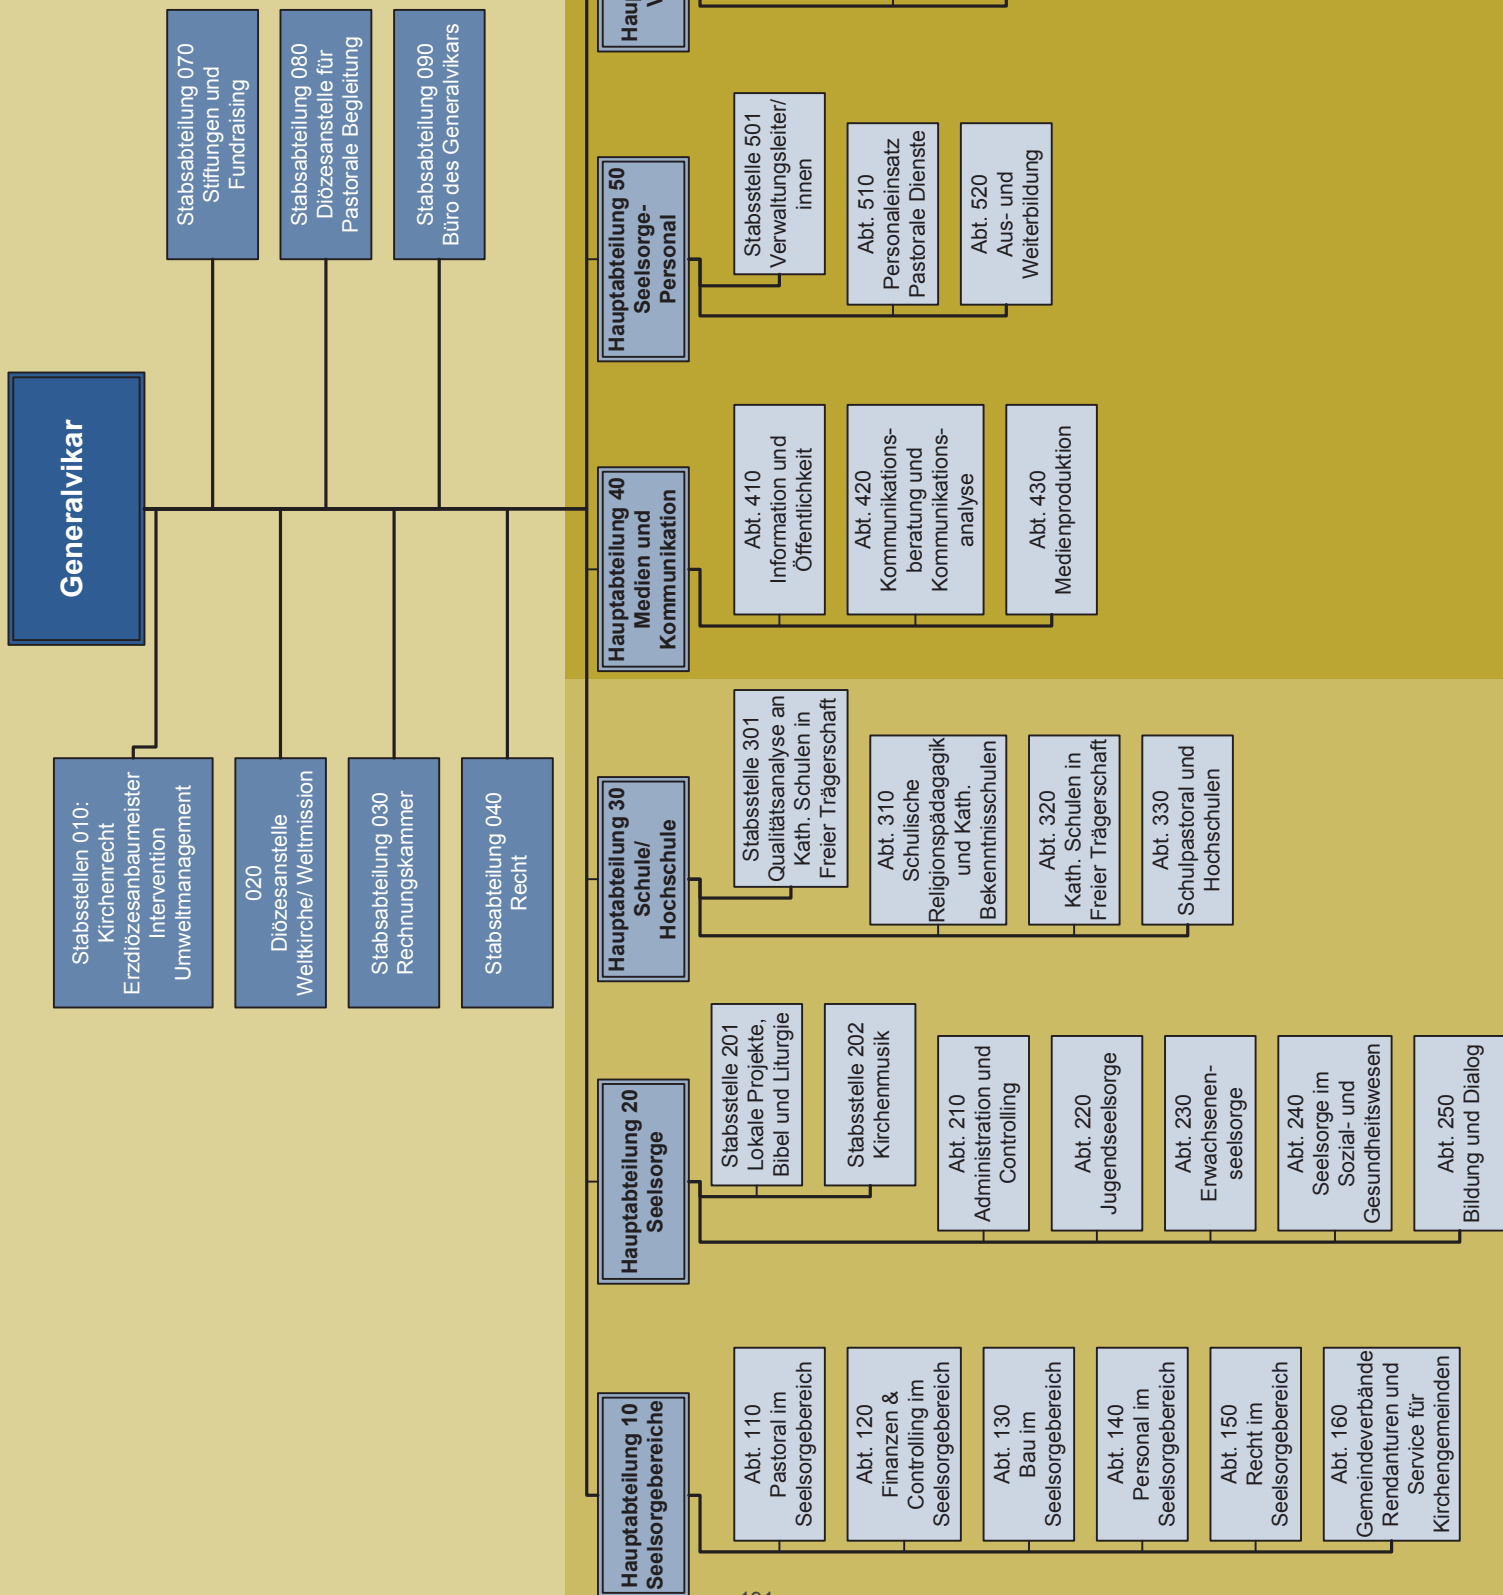 Generalvikar
Stabsstellen 010:
Kirchenrecht
Erzdiözesanbaumeister
Intervention
Umweltmanagement
020
Diözesanstelle
Weltkirche/ Weltmission
Stabsabteilung 030
Rechnungskammer
Stabsabteilung 040
Recht
Stabsabteilung 070
Stiftungen und
Fundraising
Stabsabteilung 080
Diözesanstelle für
Pastorale Begleitung
Stabsabteilung 090
Büro des Generalvikars
Hauptabteilung 10
Seelsorgebereiche
Abt. 110
Pastoral im
Seelsorgebereich
Abt. 120
Finanzen &
Controlling im
Seelsorgebereich
Abt. 130
Bau im
Seelsorgebereich
Abt. 140
Personal im
Seelsorgebereich
Abt. 150
Recht im
Seelsorgebereich
Abt. 160
Gemeindeverbände
Rendanturen und
Service für
Kirchengemeinden
Hauptabteilung 20
Seelsorge
Stabsstelle 201
Lokale Projekte,
Bibel und Liturgie
Stabsstelle 202
Kirchenmusik
Abt. 210
Administration und
Controlling
Abt. 220
Jugendseelsorge
Abt. 230
Erwachsenen-
seelsorge
Abt. 240
Seelsorge im
Sozial- und
Gesundheitswesen
Abt. 250
Bildung und Dialog
Hauptabteilung 30
Schule/
Hochschule
Stabsstelle 301
Qualitätsanalyse an
Kath. Schulen in
Freier Trägerschaft
Abt. 310
Schulische
Religionspädagagik
und Kath.
Bekenntnisschulen
Abt. 320
Kath. Schulen in
Freier Trägerschaft
Abt. 330
Schulpastoral und
Hochschulen
Hauptabteilung 40
Medien und
Kommunikation
Abt. 410
Information und
Öffentlichkeit
Abt. 420
Kommunikations-
beratung und
Kommunikations-
analyse
Abt. 430
Medienproduktion
Hauptabteilung 50
Seelsorge-
Personal
Stabsstelle 501
Verwaltungsleiter/
innen
Abt. 510
Personaleinsatz
Pastorale Dienste
Abt. 520
Aus- und
Weiterbildung